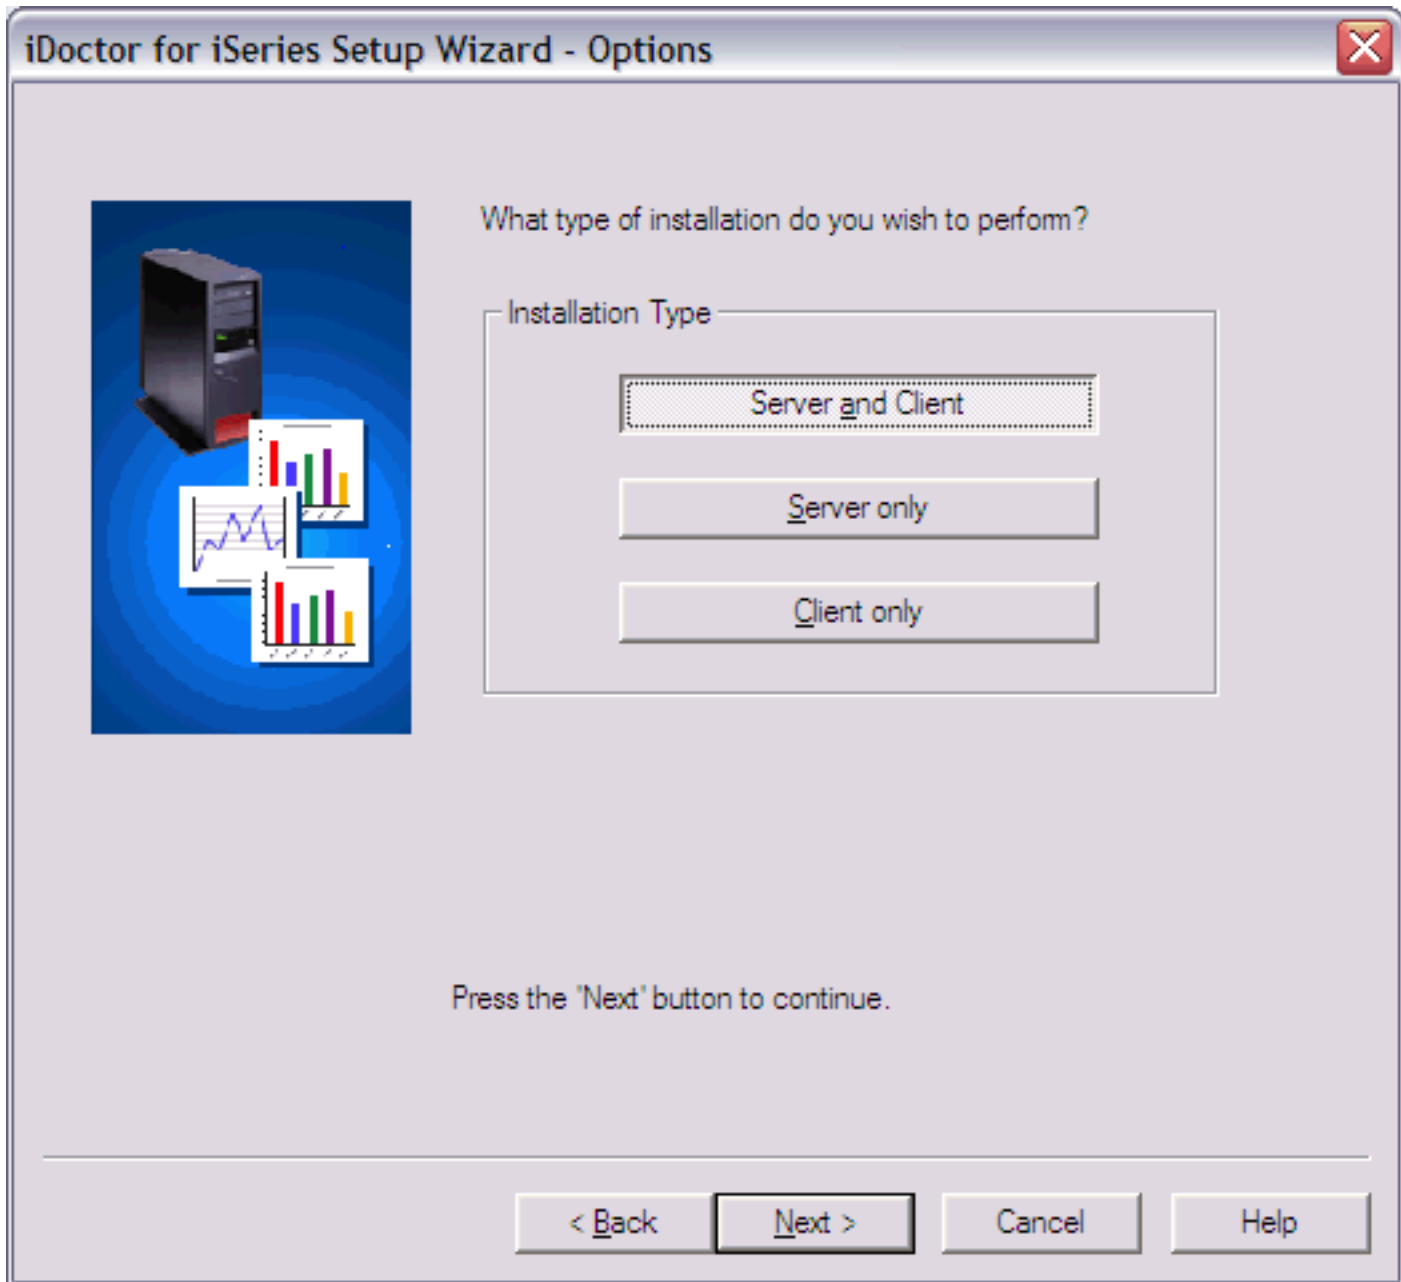 iDoctor for iSeries Setup Wizard - Options
What type of installation do you wish to perform?
Installation Type
Server and Client
Server only
Client only
Press the 'Next' button to continue.
< Back
Next >
Cancel
Help